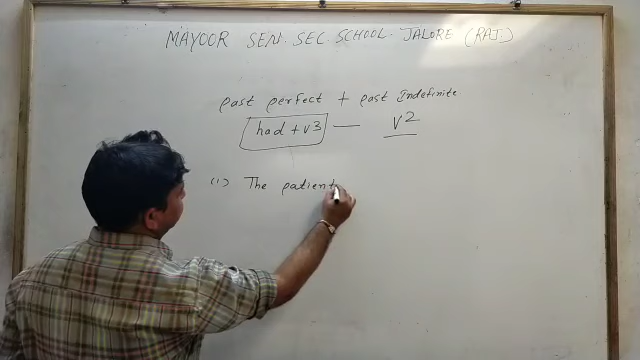 MAYOOR SEN. SEC. SCHOOL. JALORE (RAJ.)
past perfect + past Indefinite
had + v3 — v2
(1) The patient